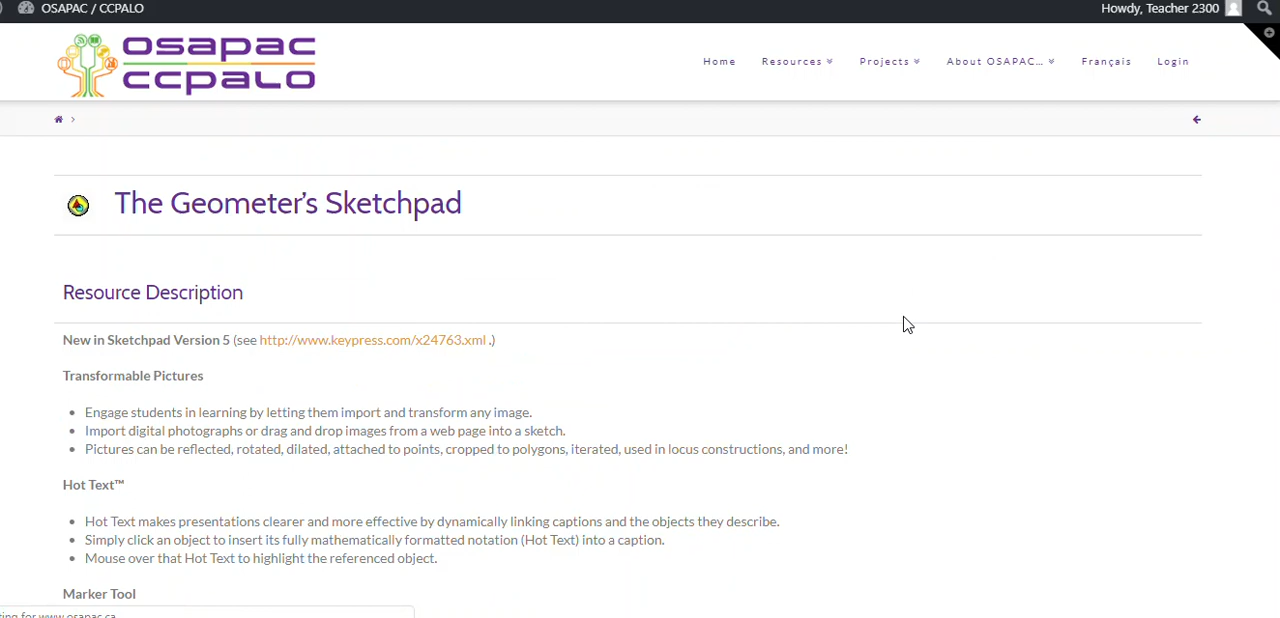 OSAPAC / CCPALO
Howdy, Teacher 2300
osapac
ccpalo
Home Resources Projects About OSAPAC... Français Login
The Geometer's Sketchpad
Resource Description
New in Sketchpad Version 5 (see http://www.keypress.com/x24763.xml .)
Transformable Pictures
• Engage students in learning by letting them import and transform any image.
• Import digital photographs or drag and drop images from a web page into a sketch.
• Pictures can be reflected, rotated, dilated, attached to points, cropped to polygons, iterated, used in locus constructions, and more!
Hot Text™
• Hot Text makes presentations clearer and more effective by dynamically linking captions and the objects they describe.
• Simply click an object to insert its fully mathematically formatted notation (Hot Text) into a caption.
• Mouse over that Hot Text to highlight the referenced object.
Marker Tool
for www.osapac.ca